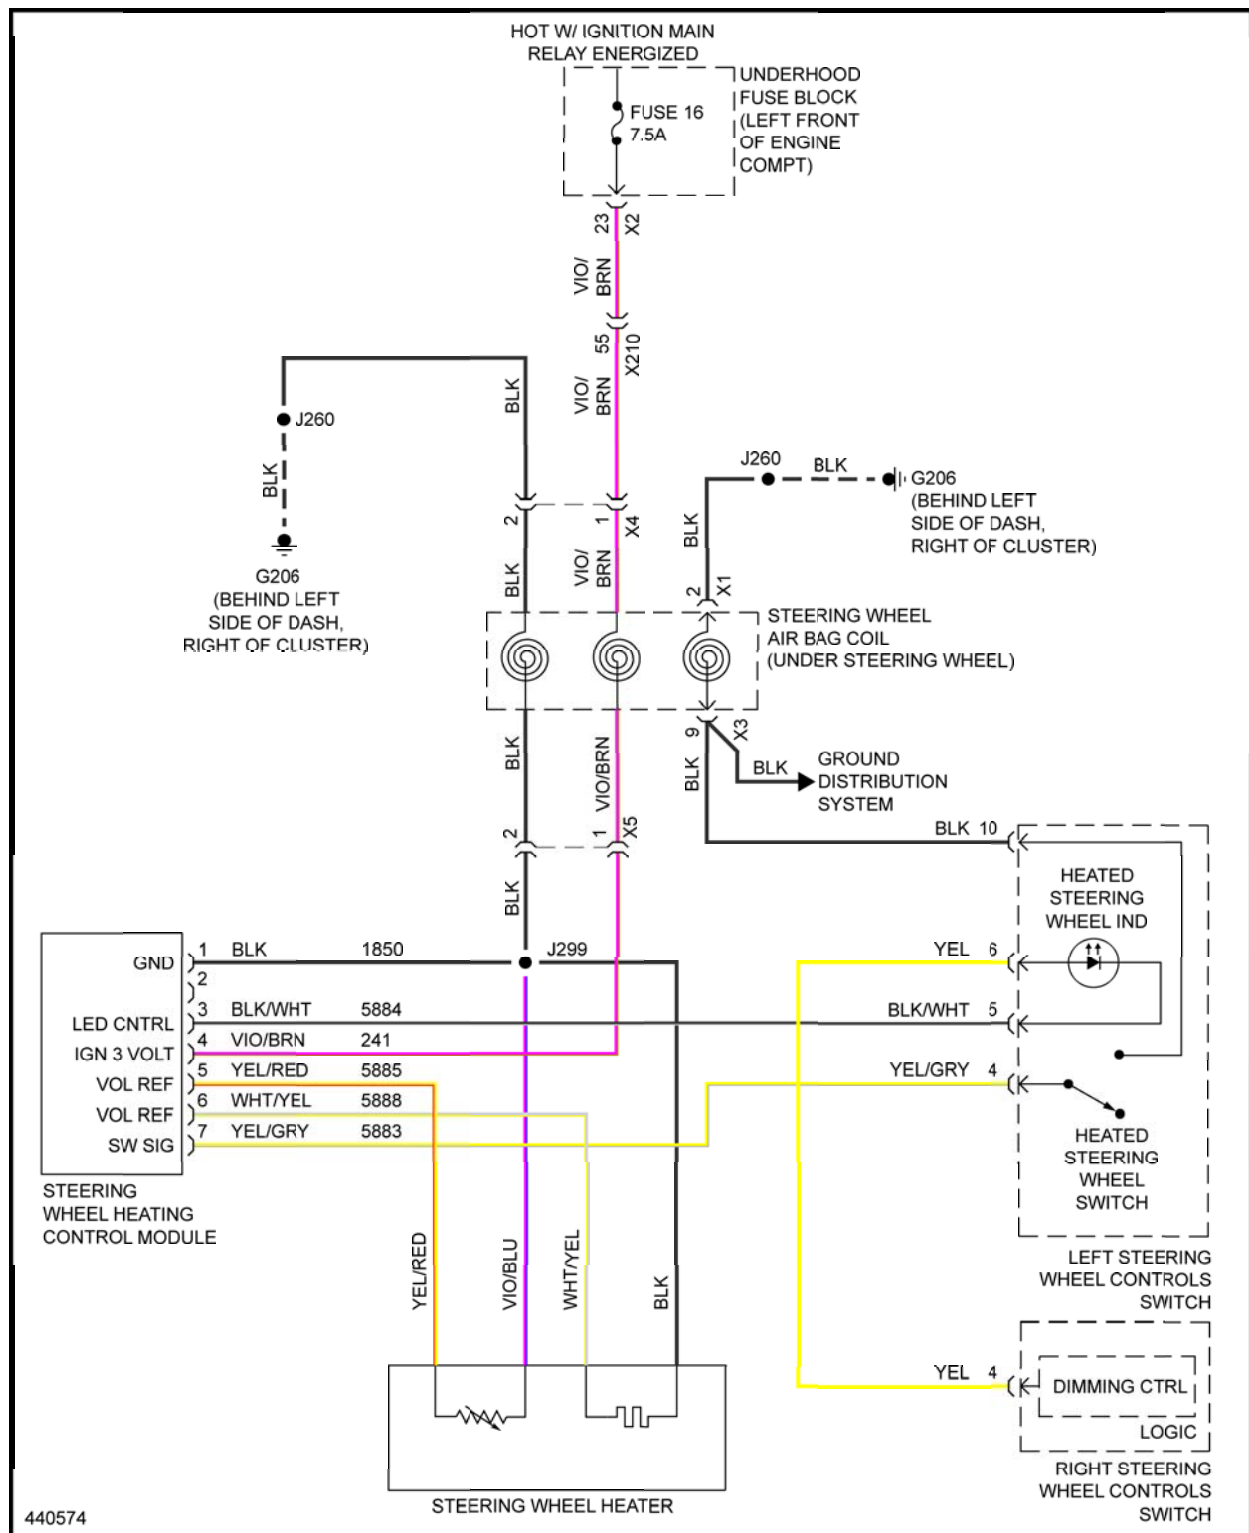 HOT W/ IGNITION MAIN
RELAY ENERGIZED
UNDERHOOD
FUSE BLOCK
(LEFT FRONT
OF ENGINE
COMPT)
FUSE 16
7.5A
23
X2
VIO/
BRN
55
X210
VIO/
BRN
BLK
J260
BLK
G206
(BEHIND LEFT
SIDE OF DASH,
RIGHT OF CLUSTER)
J260
BLK
G206
(BEHIND LEFT
SIDE OF DASH,
RIGHT OF CLUSTER)
2
1
X4
BLK
VIO/
BRN
BLK
2
X1
STEERING WHEEL
AIR BAG COIL
(UNDER STEERING WHEEL)
BLK
VIO/BRN
9
X3
BLK
BLK
GROUND
DISTRIBUTION
SYSTEM
2
1
X5
BLK
BLK 10
HEATED
STEERING
WHEEL IND
YEL 6
BLK/WHT 5
YEL/GRY 4
HEATED
STEERING
WHEEL
SWITCH
LEFT STEERING
WHEEL CONTROLS
SWITCH
GND 1 BLK 1850
J299
2
LED CNTRL 3 BLK/WHT 5884
IGN 3 VOLT 4 VIO/BRN 241
VOL REF 5 YEL/RED 5885
VOL REF 6 WHT/YEL 5888
SW SIG 7 YEL/GRY 5883
STEERING
WHEEL HEATING
CONTROL MODULE
YEL/RED
VIO/BLU
WHT/YEL
BLK
STEERING WHEEL HEATER
YEL 4
DIMMING CTRL
LOGIC
RIGHT STEERING
WHEEL CONTROLS
SWITCH
440574